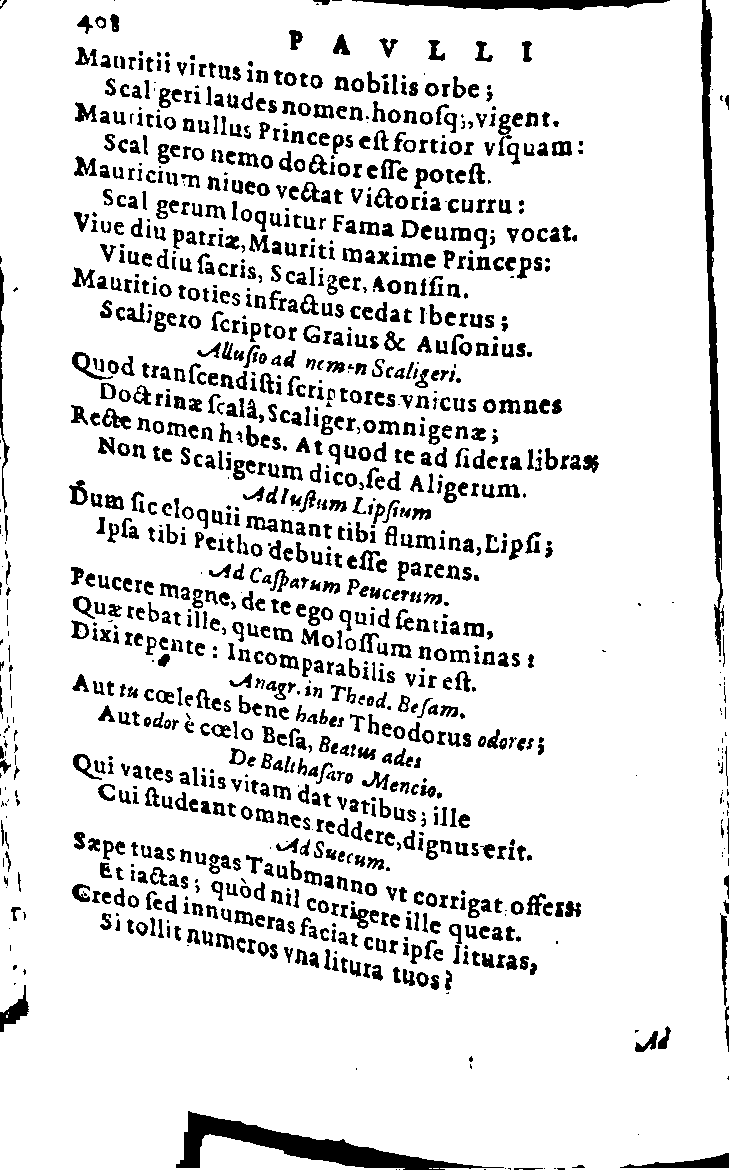 408
PAVLLI
Mauritii virtus in toto nobilis orbe;
Scal geri laudes nomen honoſq;, vigent.
Mauritio nullus Princeps eſt fortior vſquam:
Scal gero nemo doctior eſſe poteſt.
Mauricium niueo vectat Victoria curru:
Scal gerum loquitur Fama Deumq; vocat.
Viue diu patriæ, Mauriti maxime Princeps:
Viue diu ſacris, Scaliger, Aoniſin.
Mauritio toties infractus cedat Iberus;
Scaligero ſcriptor Graius & Auſonius.
Alluſio ad nomen Scaligeri.
Quod tranſcendiſti ſcriptores vnicus omnes
Doctrinæ ſcalâ, Scaliger, omnigenæ;
Recte nomen habes. At quod te ad ſidera libras;
Non te Scaligerum dico, ſed Aligerum.
Ad Iuſtum Lipſium
Dum ſic eloquii manant tibi flumina, Lipſi;
Ipſa tibi Peitho debuit eſſe parens.
Ad Caſparum Peucerum.
Peucere magne, de te ego quid ſentiam,
Quærebat ille, quem Moloſſum nominas:
Dixi repente: Incomparabilis vir eſt.
Anagr. in Theod. Beſam.
Aut tu cœleſtes bene habes Theodorus odores;
Aut odor è cœlo Beſa, Beatus ades
De Balthaſaro Mencio.
Qui vates aliis vitam dat vatibus; ille
Cui ſtudeant omnes reddere, dignus erit.
Ad Suecum.
Sæpe tuas nugas Taubmanno vt corrigat offers;
Et iactas; quòd nil corrigere ille queat.
Credo ſed innumeras faciat cur ipſe lituras,
Si tollit numeros vna litura tuos?
Ad